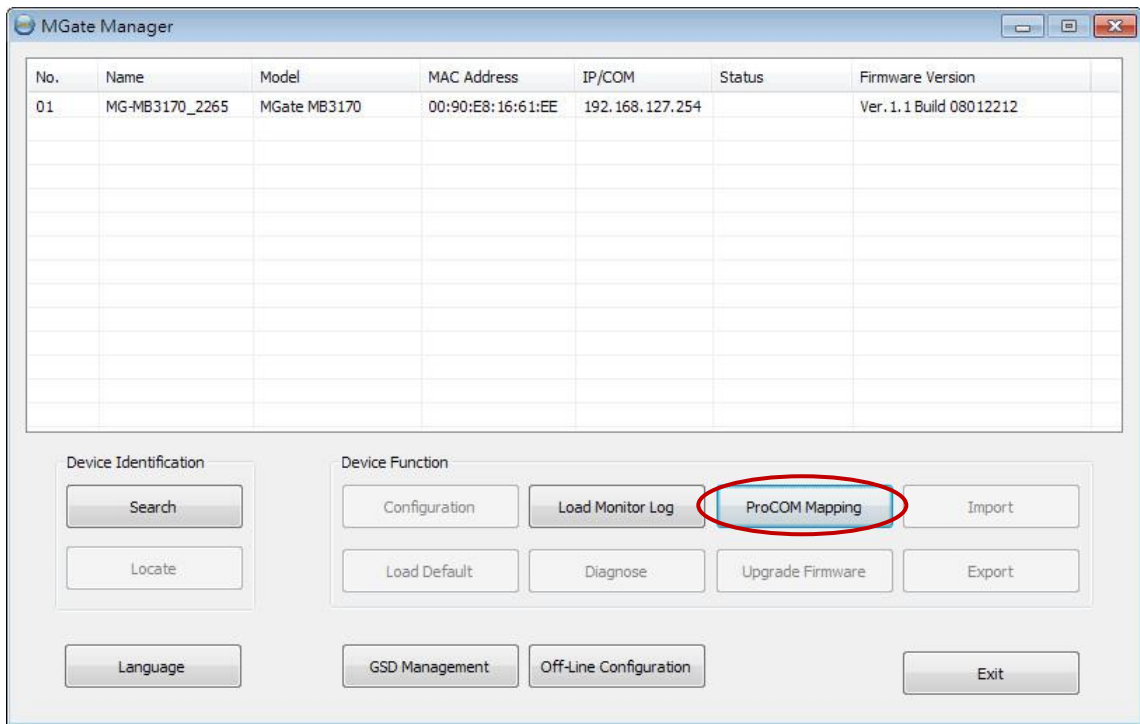 MGate Manager
No. Name Model MAC Address IP/COM Status Firmware Version
01 MG-MB3170_2265 MGate MB3170 00:90:E8:16:61:EE 192.168.127.254 Ver.1.1 Build 08012212
Device Identification Device Function
Search Configuration Load Monitor Log ProCOM Mapping Import
Locate Load Default Diagnose Upgrade Firmware Export
Language GSD Management Off-Line Configuration Exit